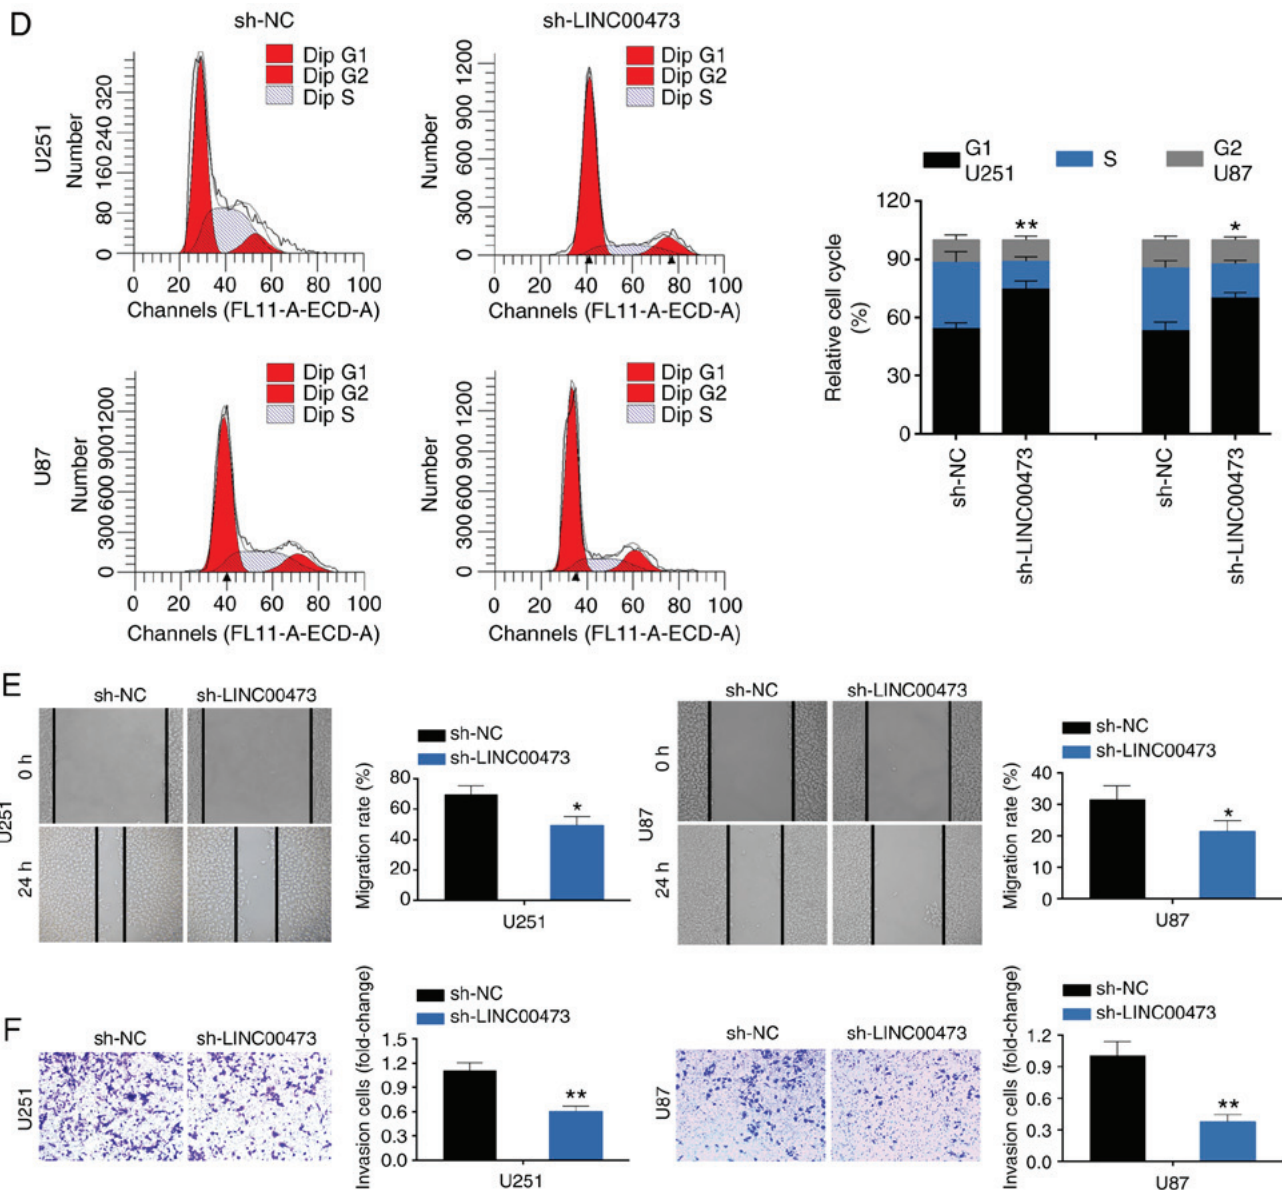 D
sh-NC
sh-LINC00473
U251
Number
320
240
160
80
0
Dip G1
Dip G2
Dip S
0 20 40 60 80 100
Channels (FL11-A-ECD-A)
Number
1200
900
600
300
0
Dip G1
Dip G2
Dip S
0 20 40 60 80 100
Channels (FL11-A-ECD-A)
U87
Number
1200
900
600
300
0
Dip G1
Dip G2
Dip S
0 20 40 60 80 100
Channels (FL11-A-ECD-A)
Number
1200
900
600
300
0
Dip G1
Dip G2
Dip S
0 20 40 60 80 100
Channels (FL11-A-ECD-A)
G1 S G2
U251 U87
Relative cell cycle
(%)
120
90
60
30
0
** *
sh-NC
sh-LINC00473
sh-NC
sh-LINC00473
E
sh-NC sh-LINC00473
U251
0 h
24 h
sh-NC
sh-LINC00473
Migration rate (%)
80
60
40
20
0
*
U251
sh-NC sh-LINC00473
U87
0 h
24 h
sh-NC
sh-LINC00473
Migration rate (%)
40
30
20
10
0
*
U87
F
sh-NC sh-LINC00473
U251
sh-NC
sh-LINC00473
Invasion cells (fold-change)
1.5
1.2
0.9
0.6
0.3
0.0
**
U251
sh-NC sh-LINC00473
U87
sh-NC
sh-LINC00473
Invasion cells (fold-change)
1.2
0.9
0.6
0.3
0.0
**
U87